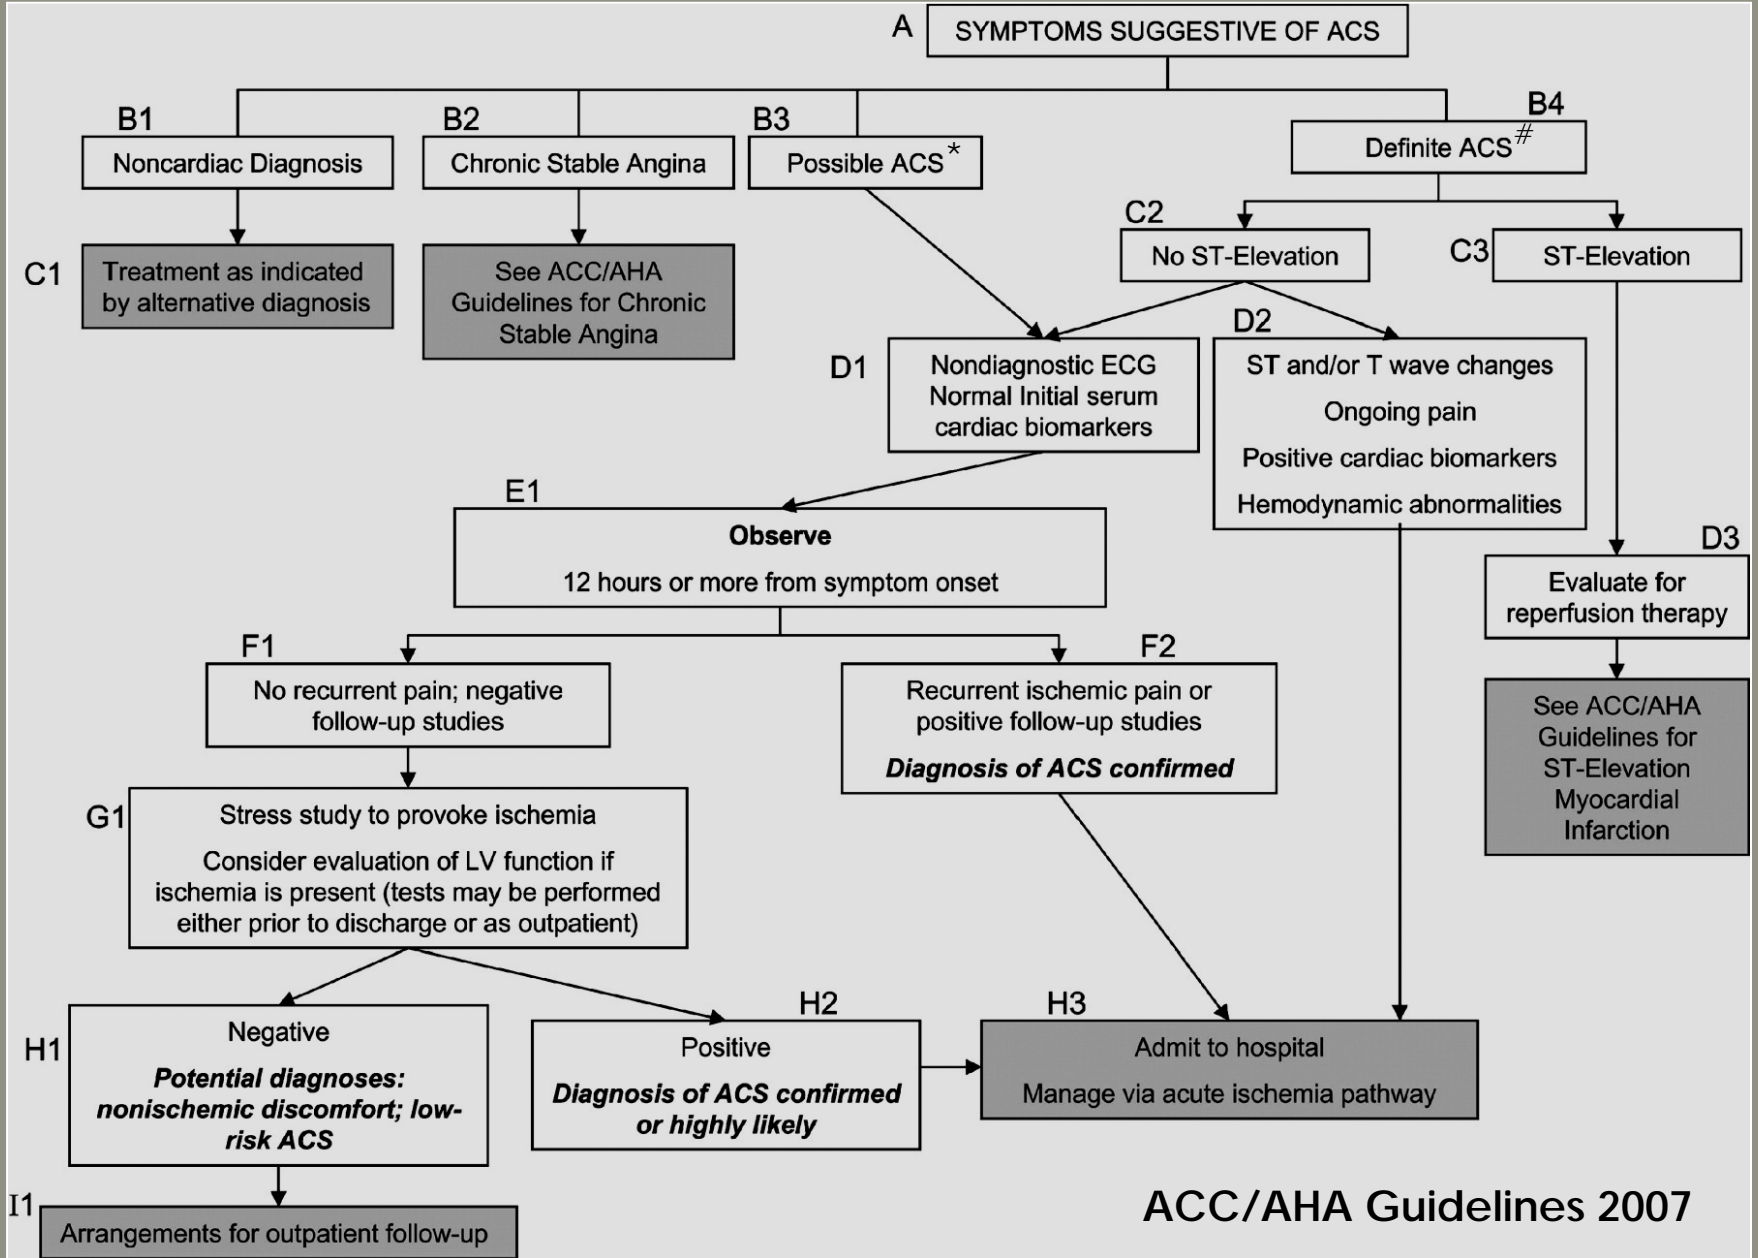 A
SYMPTOMS SUGGESTIVE OF ACS
B1
Noncardiac Diagnosis
B2
Chronic Stable Angina
B3
Possible ACS*
B4
Definite ACS#
C1
Treatment as indicated
by alternative diagnosis
See ACC/AHA
Guidelines for Chronic
Stable Angina
C2
No ST-Elevation
C3
ST-Elevation
D1
Nondiagnostic ECG
Normal Initial serum
cardiac biomarkers
D2
ST and/or T wave changes
Ongoing pain
Positive cardiac biomarkers
Hemodynamic abnormalities
D3
Evaluate for
reperfusion therapy
See ACC/AHA
Guidelines for
ST-Elevation
Myocardial
Infarction
E1
Observe
12 hours or more from symptom onset
F1
No recurrent pain; negative
follow-up studies
F2
Recurrent ischemic pain or
positive follow-up studies
Diagnosis of ACS confirmed
G1
Stress study to provoke ischemia
Consider evaluation of LV function if
ischemia is present (tests may be performed
either prior to discharge or as outpatient)
H1
Negative
Potential diagnoses:
nonischemic discomfort; low-
risk ACS
H2
Positive
Diagnosis of ACS confirmed
or highly likely
H3
Admit to hospital
Manage via acute ischemia pathway
I1
Arrangements for outpatient follow-up
ACC/AHA Guidelines 2007